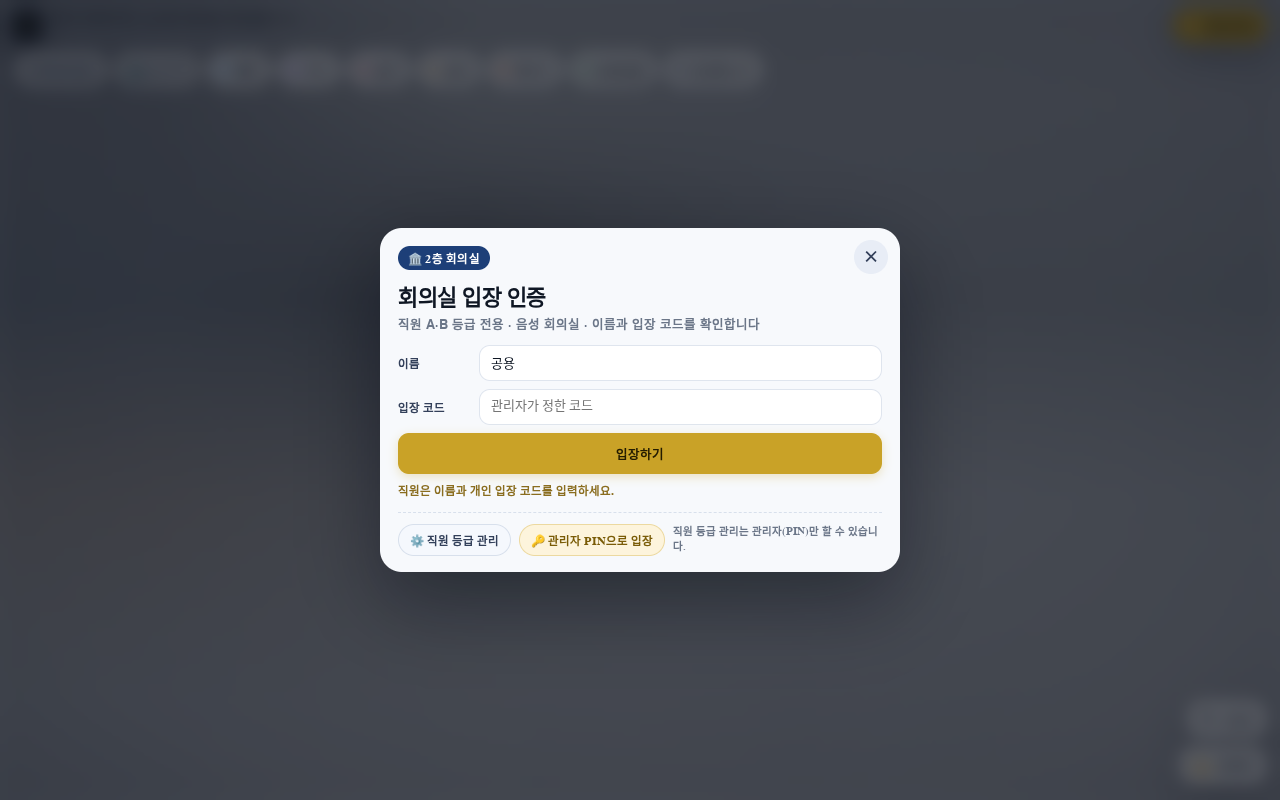 🏛️ 2층 회의실
✕
회의실 입장 인증
직원 A·B 등급 전용 · 음성 회의실 · 이름과 입장 코드를 확인합니다
이름
공용
입장 코드
관리자가 정한 코드
입장하기
직원은 이름과 개인 입장 코드를 입력하세요.
⚙️ 직원 등급 관리
🔑 관리자 PIN으로 입장
직원 등급 관리는 관리자(PIN)만 할 수 있습니
다.